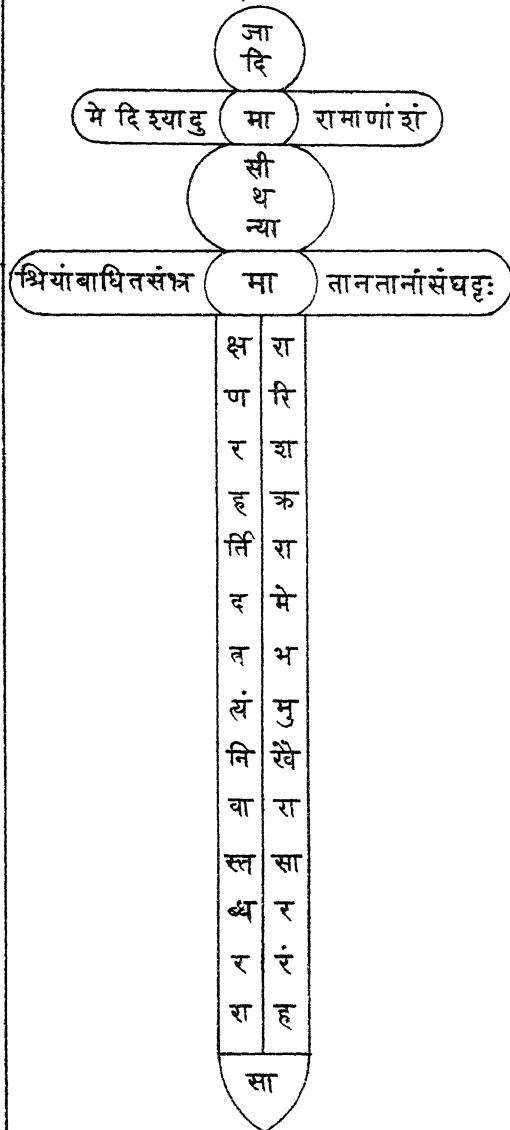 जा
दि
मे दिश्यादु मा रामाणांशं
सी
थ
न्या
श्रियांबाधितसंभ्र मा तानतानांसंघट्टः
क्ष रा
ण रि
र श
ह क्र
र्ति रा
द मे
त भ
त्यं मु
नि खै
वा रा
स्त सा
ब्ध र
र रं
रा ह
सा